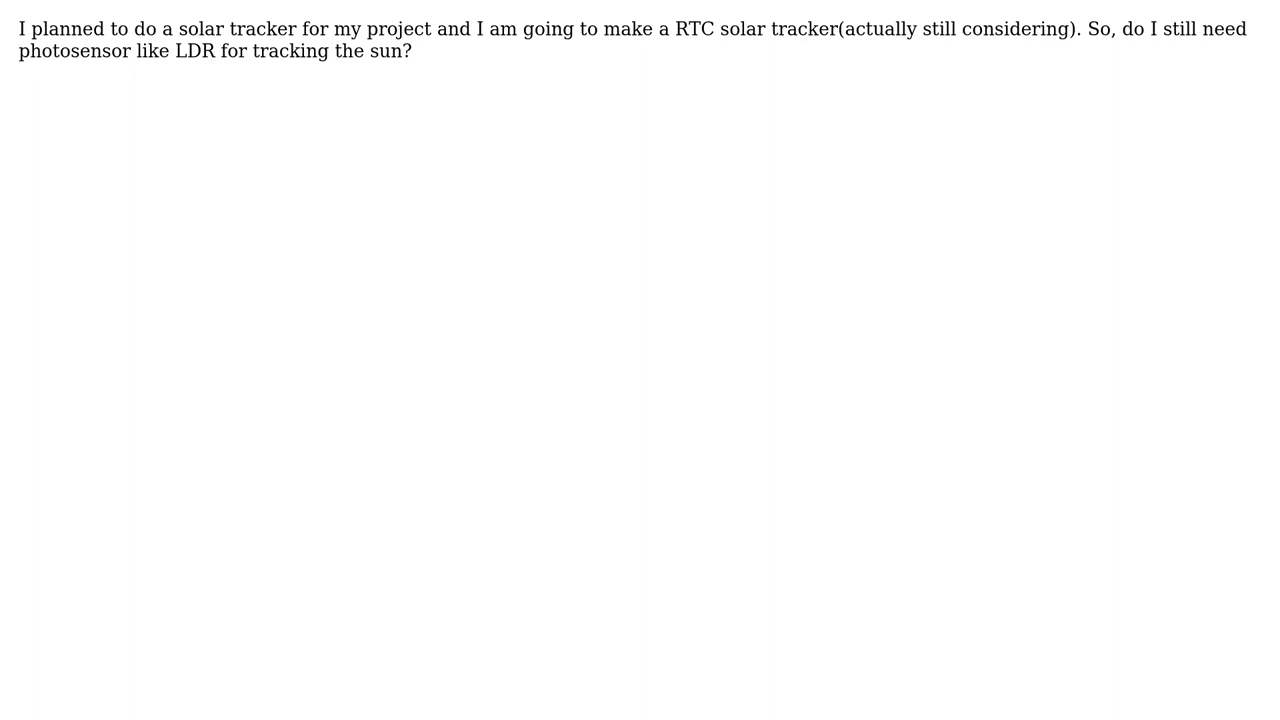 I planned to do a solar tracker for my project and I am going to make a RTC solar tracker(actually still considering). So, do I still need
photosensor like LDR for tracking the sun?